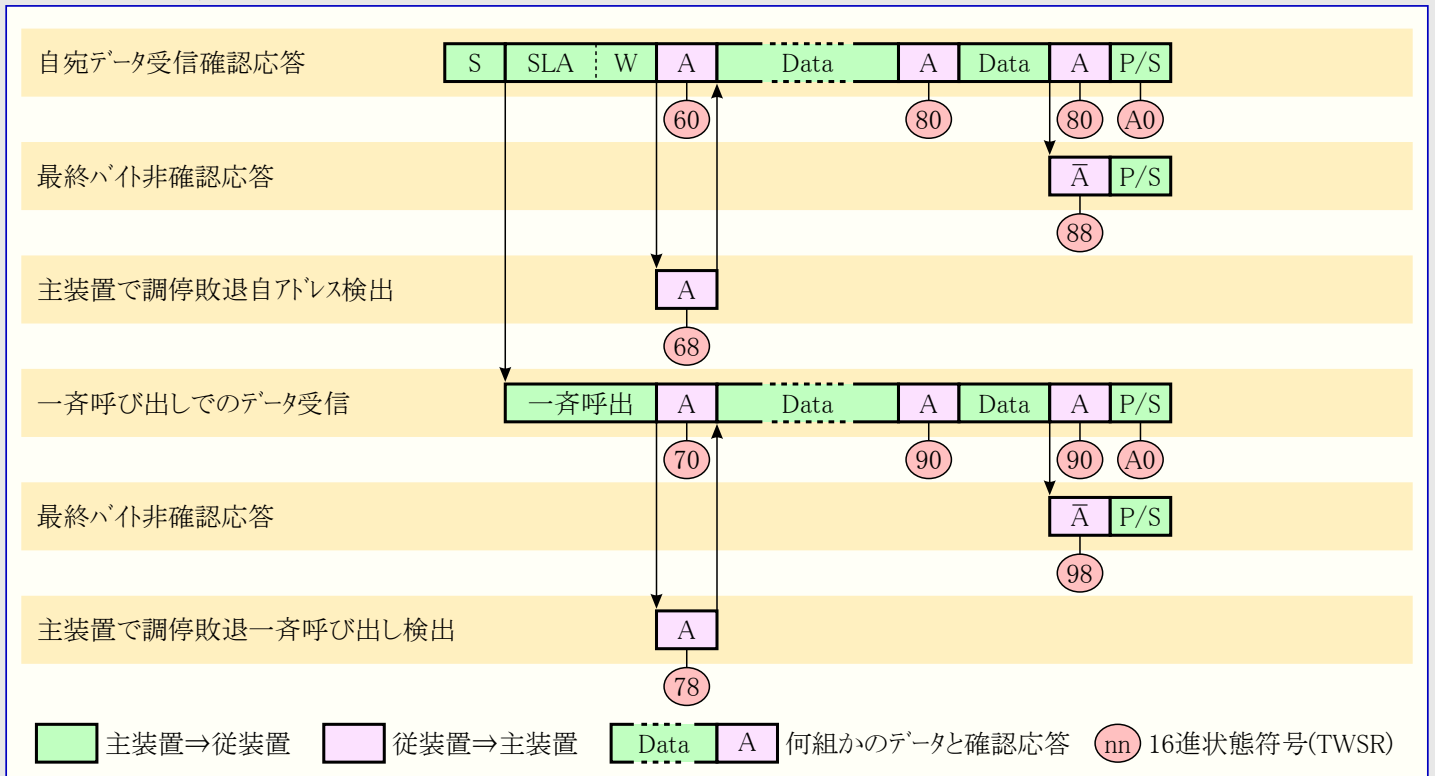 自宛データ受信確認応答 S SLA W A Data A Data A P/S
60 80 80 A0
最終バイト非確認応答 A̅ P/S
88
主装置で調停敗退自アドレス検出 A
68
一斉呼び出しでのデータ受信 一斉呼出 A Data A Data A P/S
70 90 90 A0
最終バイト非確認応答 A̅ P/S
98
主装置で調停敗退一斉呼び出し検出 A
78
主装置⇒従装置 従装置⇒主装置 Data A 何組かのデータと確認応答 nn 16進状態符号(TWSR)